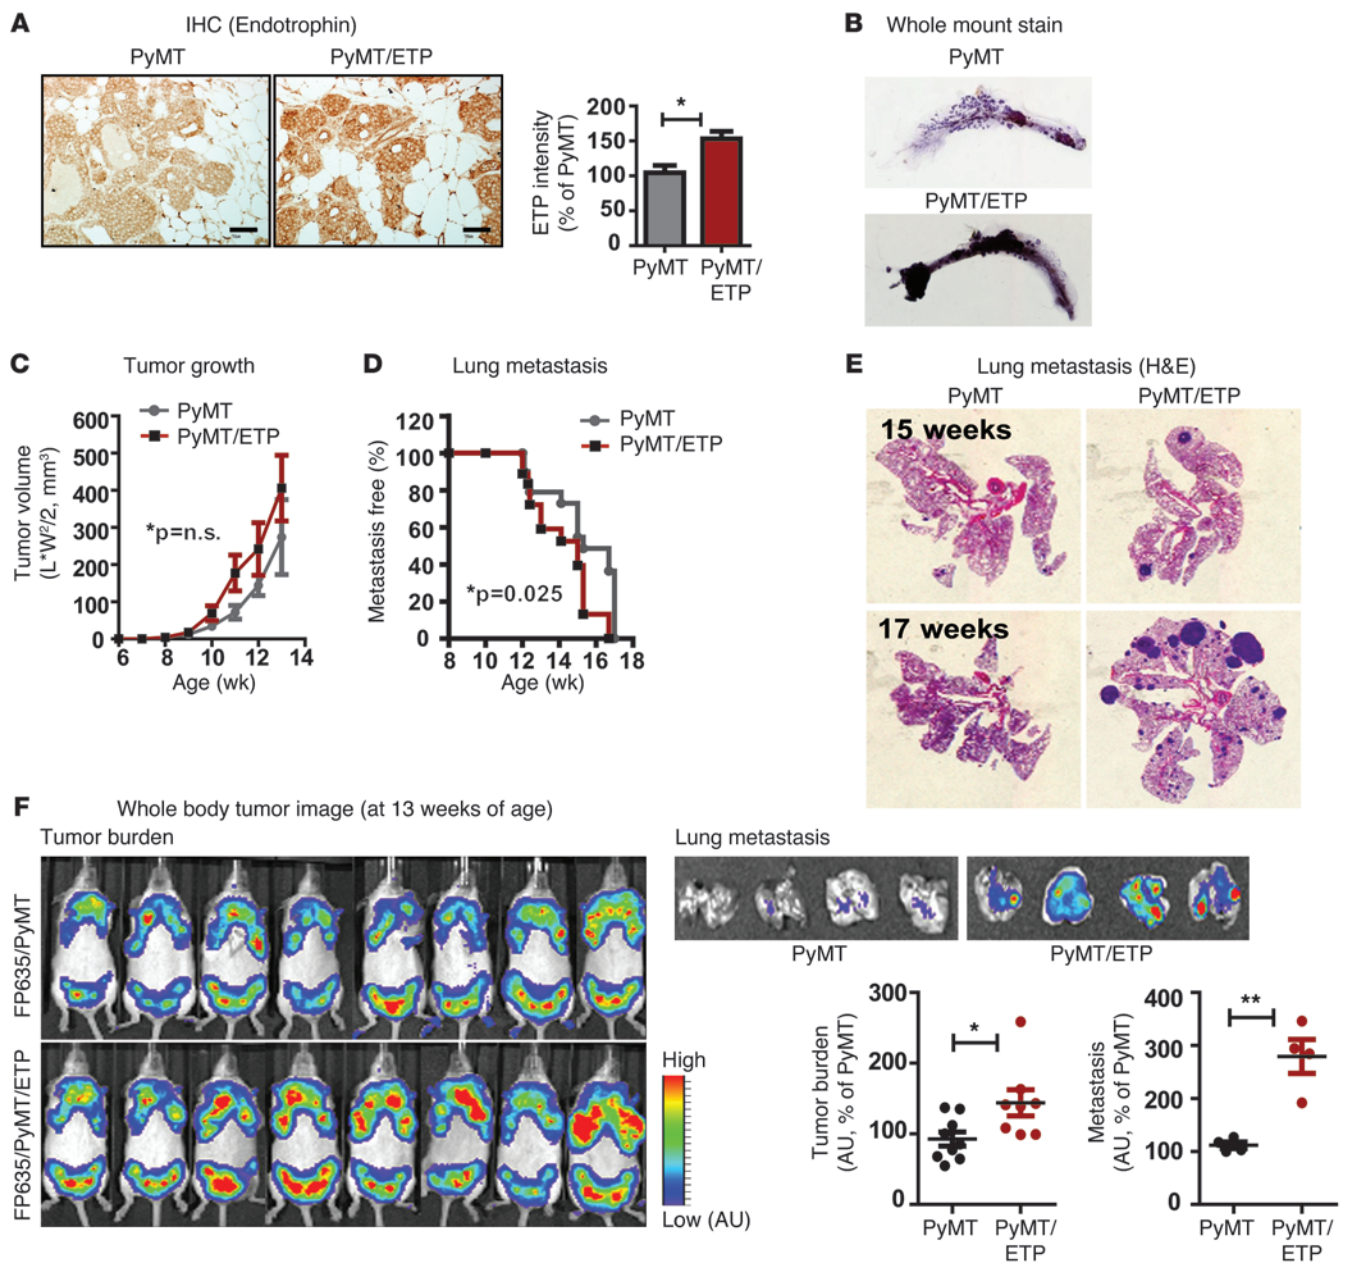 A
IHC (Endotrophin)
PyMT
PyMT/ETP
ETP intensity
(% of PyMT)
200
150
100
50
0
*
PyMT
PyMT/
ETP
B
Whole mount stain
PyMT
PyMT/ETP
C
Tumor growth
PyMT
PyMT/ETP
Tumor volume
(L*W²/2, mm³)
600
500
400
300
200
100
0
*p=n.s.
6 8 10 12 14
Age (wk)
D
Lung metastasis
PyMT
PyMT/ETP
Metastasis free (%)
120
100
80
60
40
20
0
*p=0.025
8 10 12 14 16 18
Age (wk)
E
Lung metastasis (H&E)
PyMT
PyMT/ETP
15 weeks
17 weeks
F
Whole body tumor image (at 13 weeks of age)
Tumor burden
FP635/PyMT
FP635/PyMT/ETP
High
Low (AU)
Lung metastasis
PyMT
PyMT/ETP
Tumor burden
(AU, % of PyMT)
300
200
100
0
*
PyMT
PyMT/
ETP
Metastasis
(AU, % of PyMT)
400
300
200
100
0
**
PyMT
PyMT/
ETP